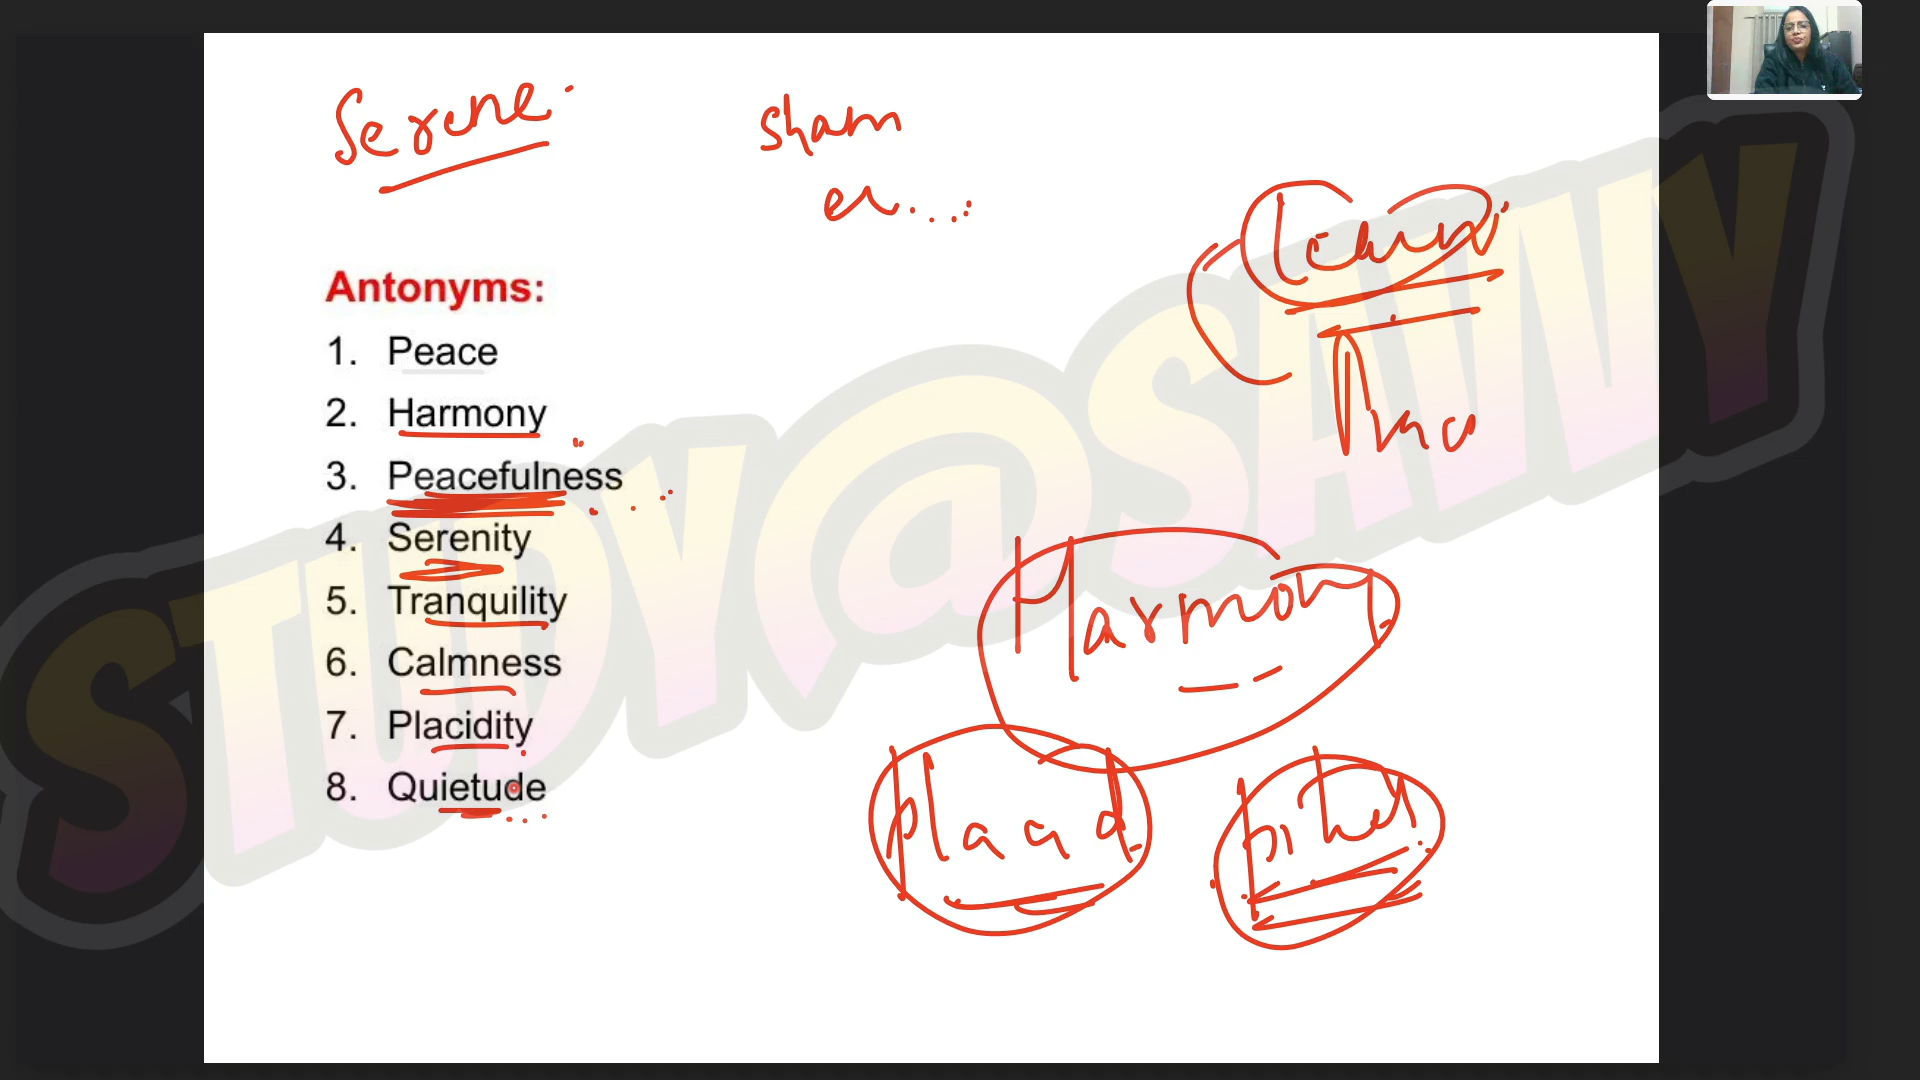 Serene
sham
Antonyms:
1. Peace
2. Harmony
3. Peacefulness
4. Serenity
5. Tranquility
6. Calmness
7. Placidity
8. Quietude
Harmony
placid
STUDY@SAVVY